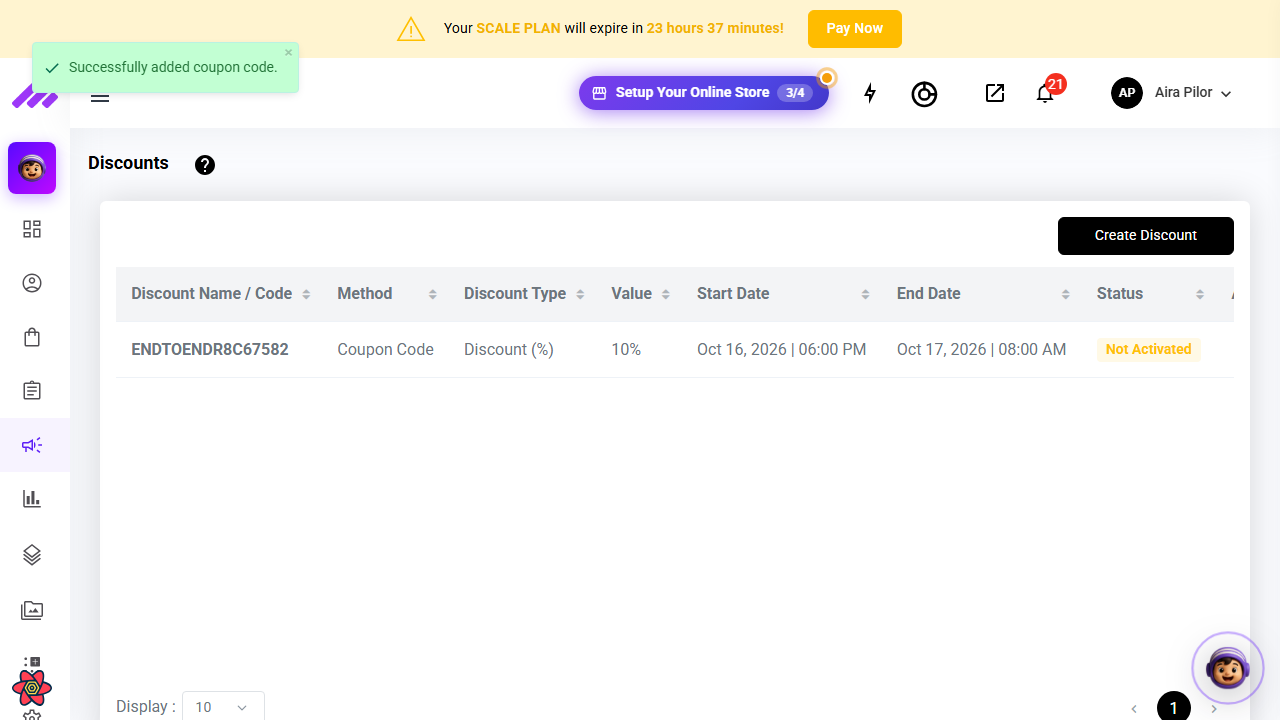 Your SCALE PLAN will expire in 23 hours 37 minutes!
Pay Now
Successfully added coupon code.
×
Setup Your Online Store 3/4
21
AP
Aira Pilor
Discounts
?
Create Discount
Discount Name / Code Method Discount Type Value Start Date End Date Status
ENDTOENDR8C67582 Coupon Code Discount (%) 10% Oct 16, 2026 | 06:00 PM Oct 17, 2026 | 08:00 AM Not Activated
Display : 10
‹ 1 ›